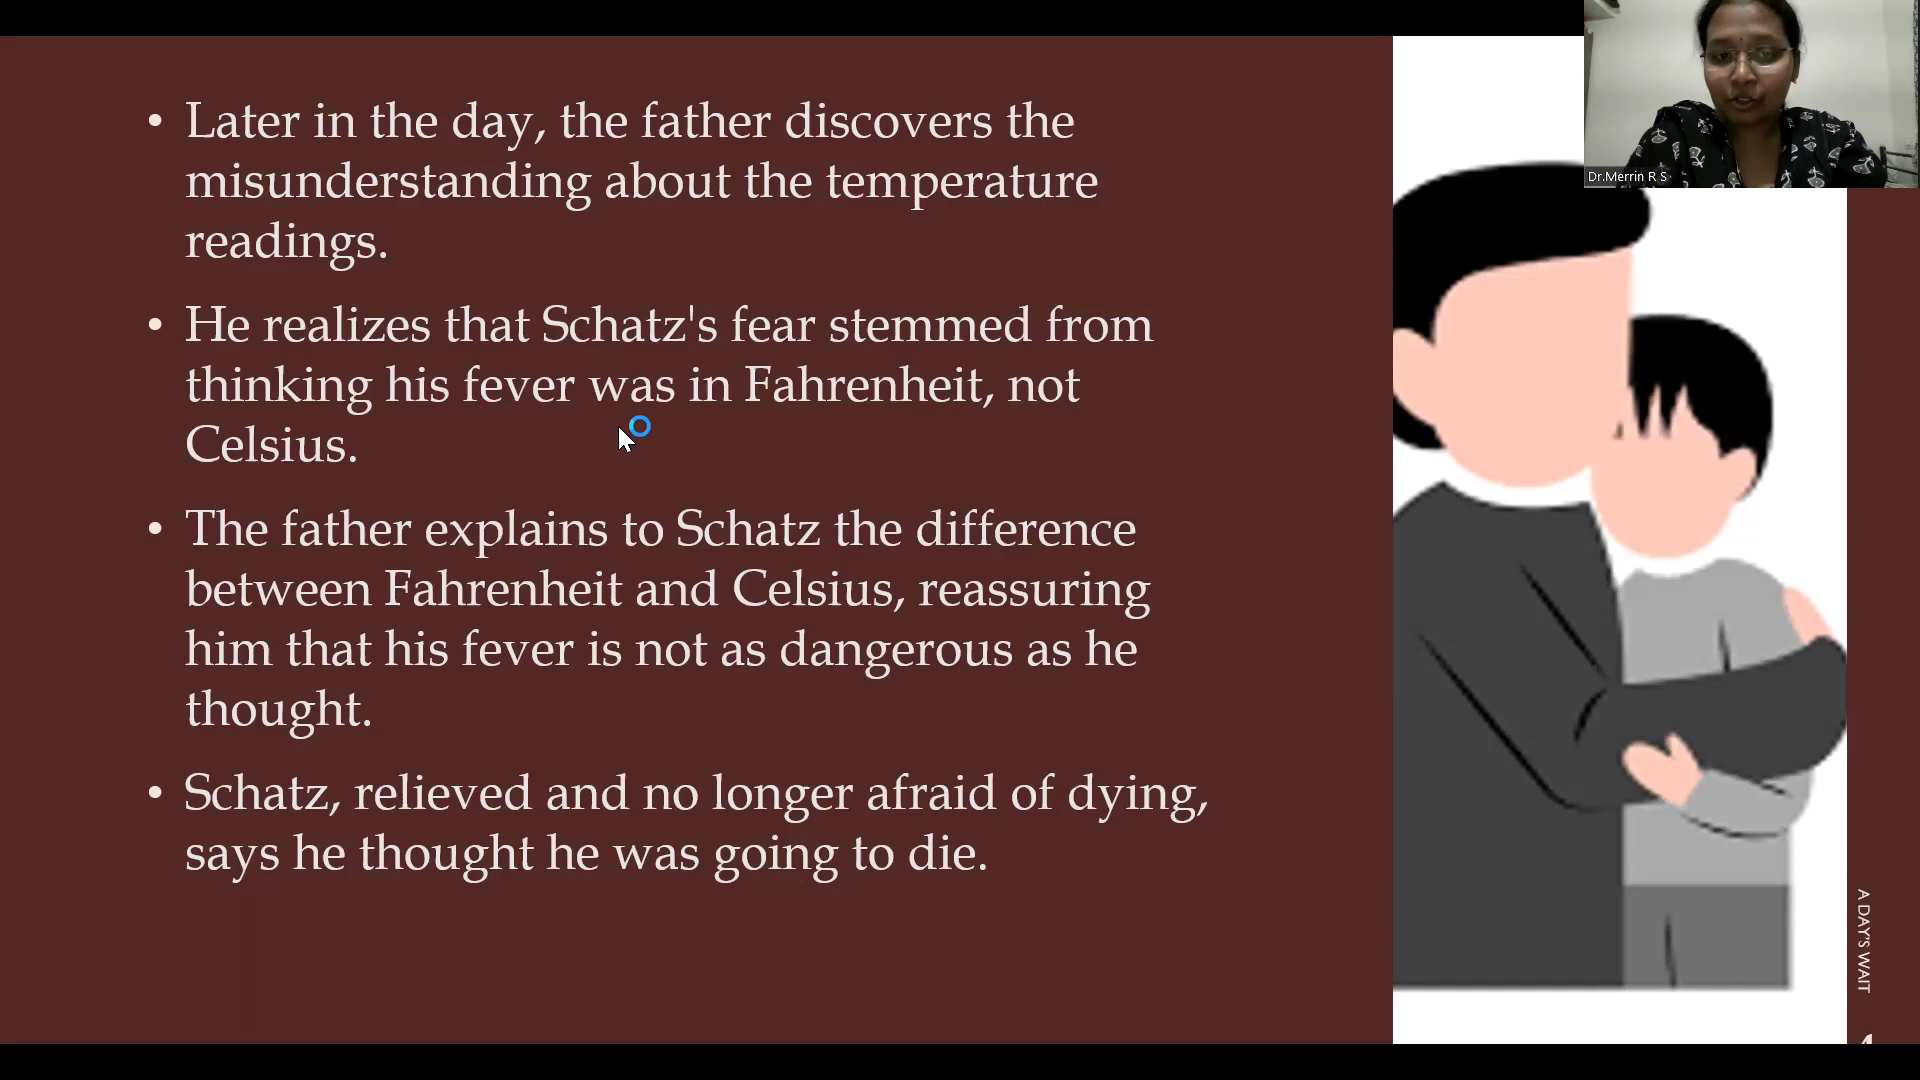 • Later in the day, the father discovers the
misunderstanding about the temperature
readings.
• He realizes that Schatz's fear stemmed from
thinking his fever was in Fahrenheit, not
Celsius.
• The father explains to Schatz the difference
between Fahrenheit and Celsius, reassuring
him that his fever is not as dangerous as he
thought.
• Schatz, relieved and no longer afraid of dying,
says he thought he was going to die.
Dr.Merrin R S
A DAY'S WAIT